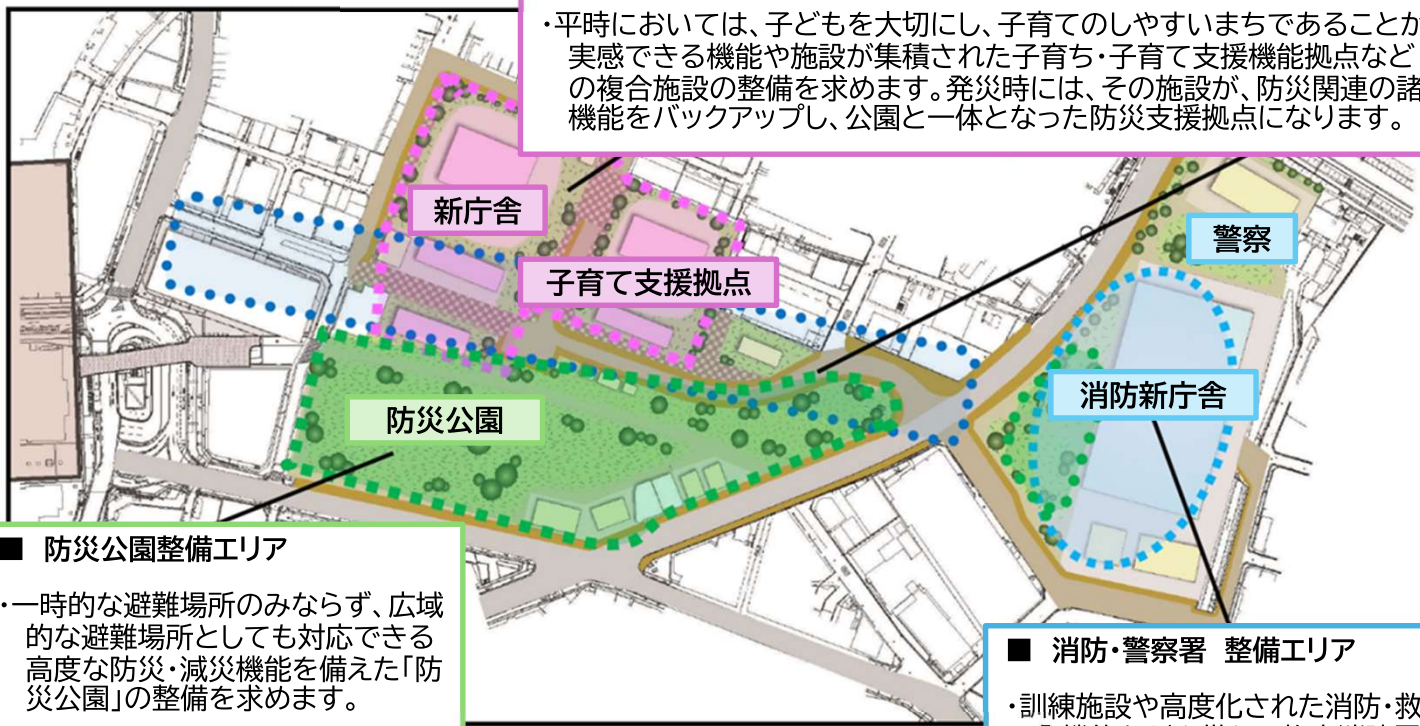 ・平時においては、子どもを大切にし、子育てのしやすいまちであることが
実感できる機能や施設が集積された子育ち・子育て支援機能拠点など
の複合施設の整備を求めます。発災時には、その施設が、防災関連の諸
機能をバックアップし、公園と一体となった防災支援拠点になります。
新庁舎
警察
子育て支援拠点
消防新庁舎
防災公園
■ 防災公園整備エリア
・一時的な避難場所のみならず、広域
的な避難場所としても対応できる
高度な防災・減災機能を備えた「防
災公園」の整備を求めます。
■ 消防・警察署 整備エリア
・訓練施設や高度化された消防・救